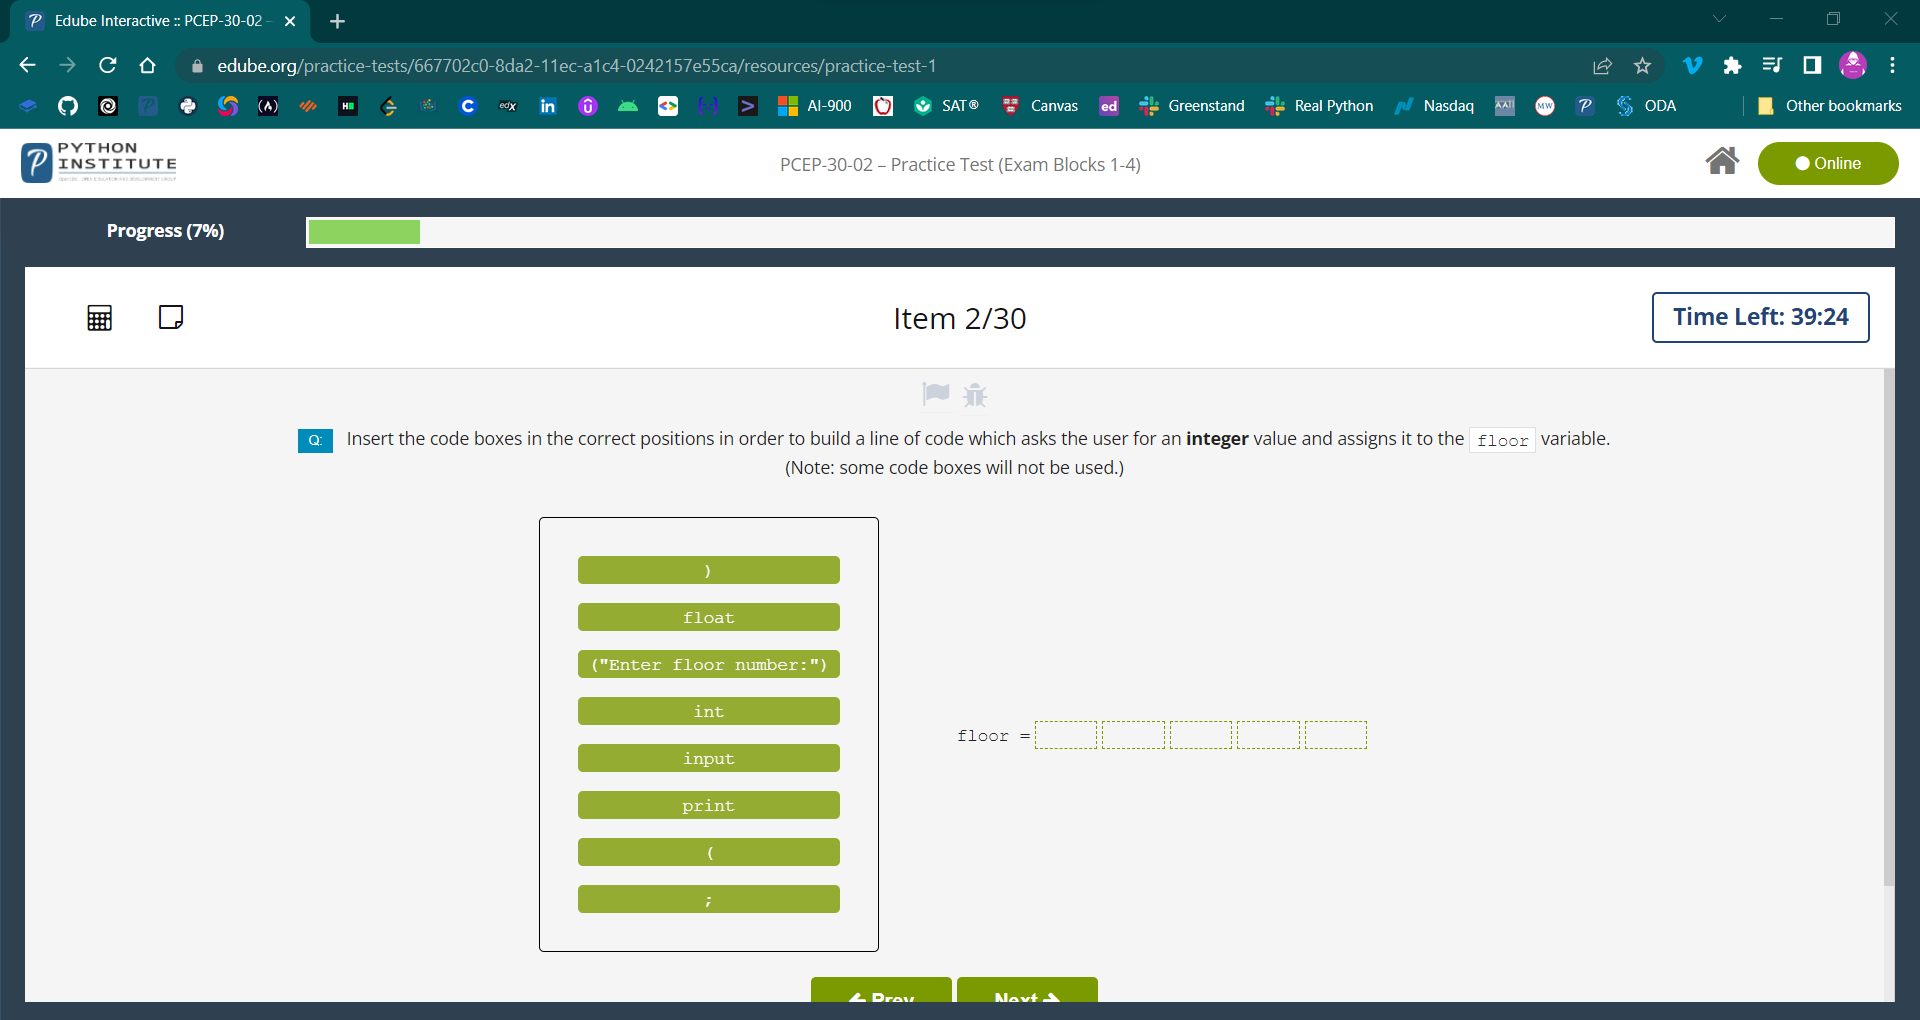 Edube Interactive :: PCEP-30-02 -
edube.org/practice-tests/667702c0-8da2-11ec-a1c4-0242157e55ca/resources/practice-test-1
AI-900
SAT®
Canvas
ed
Greenstand
Real Python
Nasdaq
ODA
Other bookmarks
PYTHON
INSTITUTE
PCEP-30-02 – Practice Test (Exam Blocks 1-4)
Online
Progress (7%)
Item 2/30
Time Left: 39:24
Q: Insert the code boxes in the correct positions in order to build a line of code which asks the user for an integer value and assigns it to the floor variable.
(Note: some code boxes will not be used.)
)
float
("Enter floor number:")
int
input
print
(
;
floor =
Prev
Next